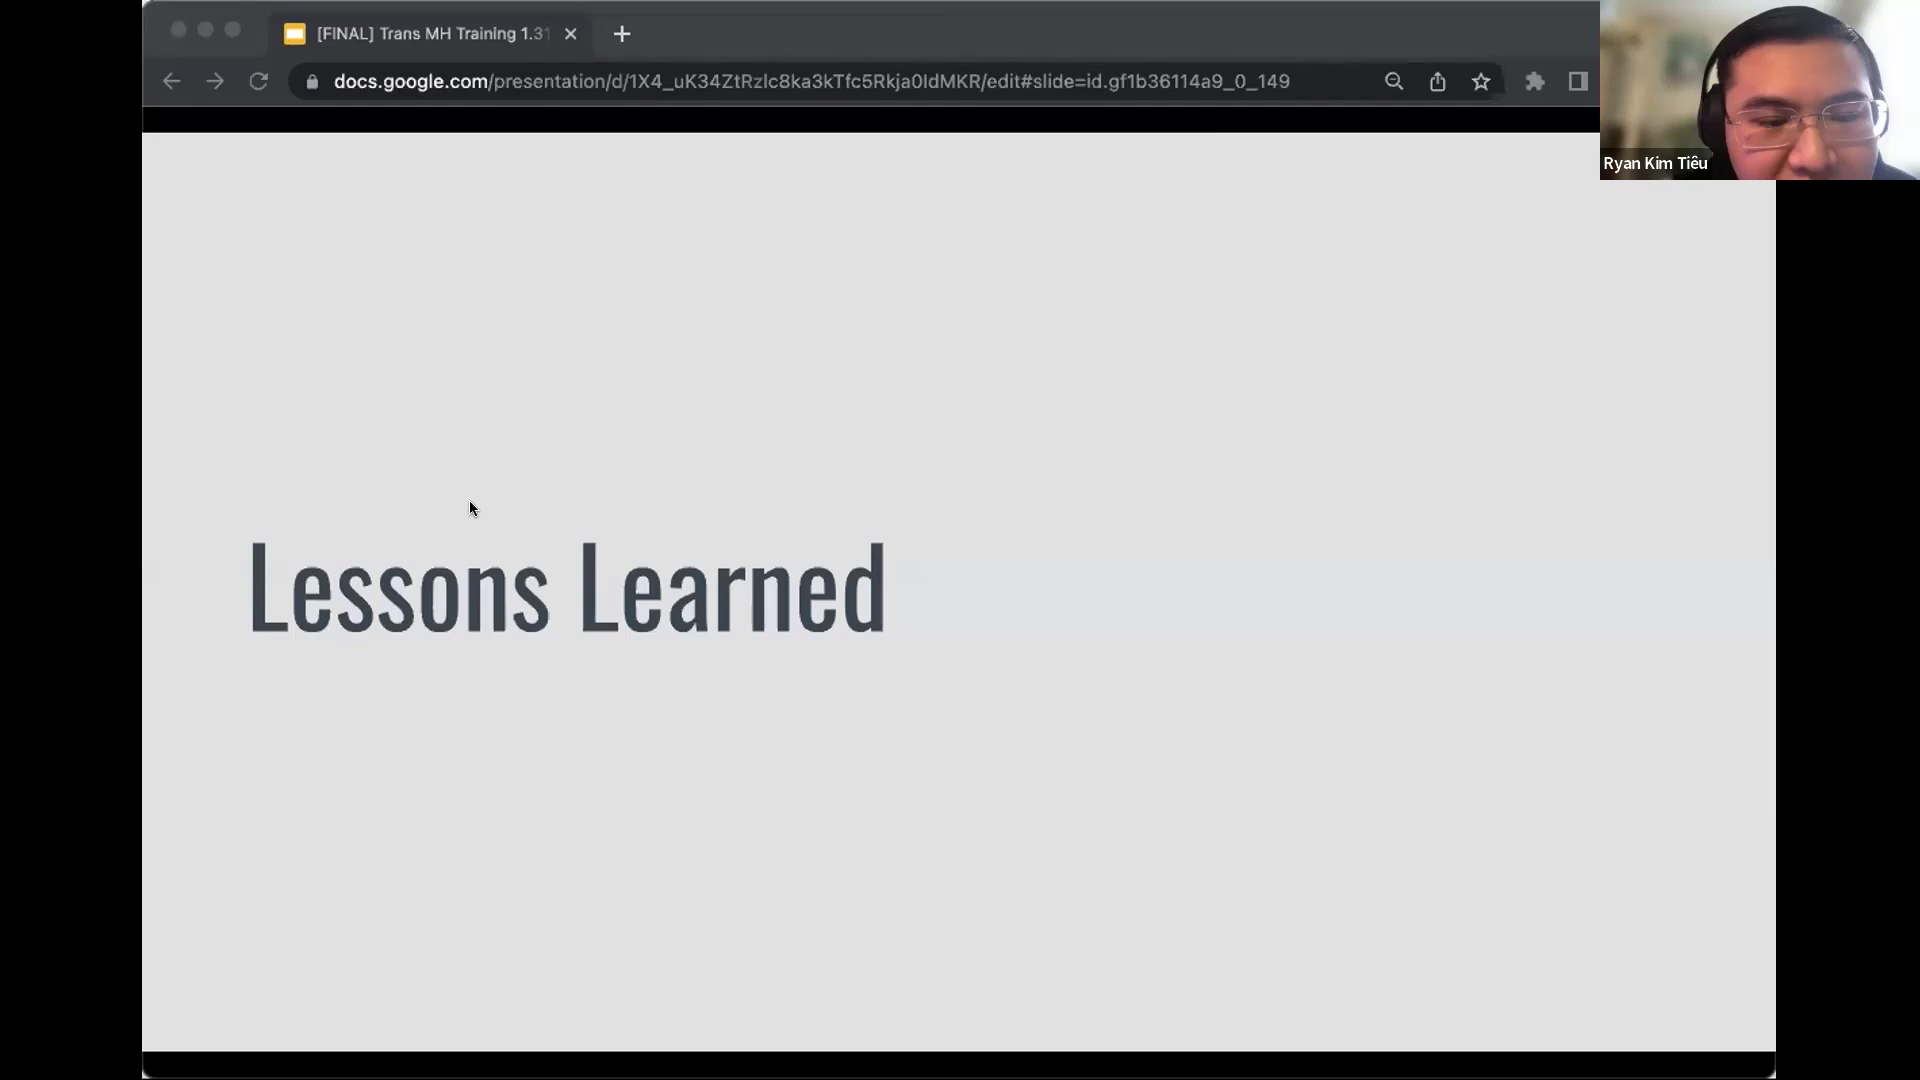 [FINAL] Trans MH Training 1.31
docs.google.com/presentation/d/1X4_uK34ZtRzlc8ka3kTfc5Rkja0IdMKR/edit#slide=id.gf1b36114a9_0_149
Ryan Kim Tiêu
Lessons Learned